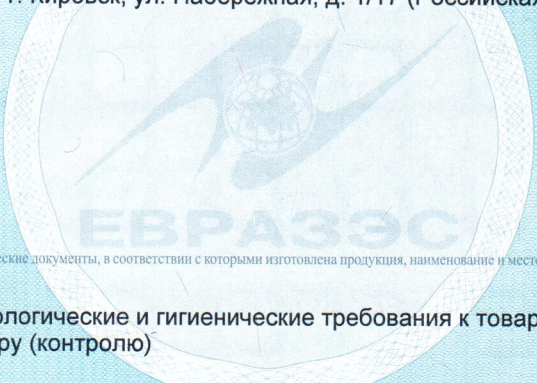 г. Кировск, ул. Набережная, д. 1/17 (Российская
ЕВРАЗЭС
еские документы, в соответствии с которыми изготовлена продукция, наименование и место
ологические и гигиенические требования к товар
ру (контролю)